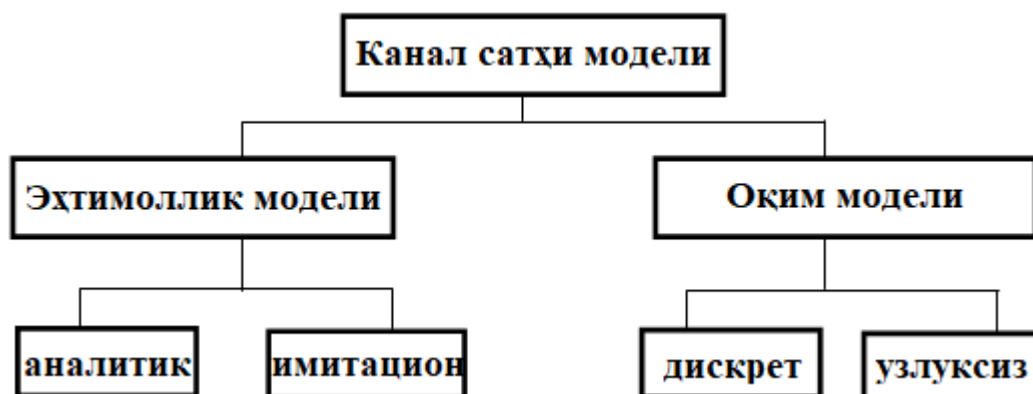 Канал сатҳи модели
Эҳтимоллик модели
Оқим модели
аналитик
имитацион
дискрет
узлуксиз